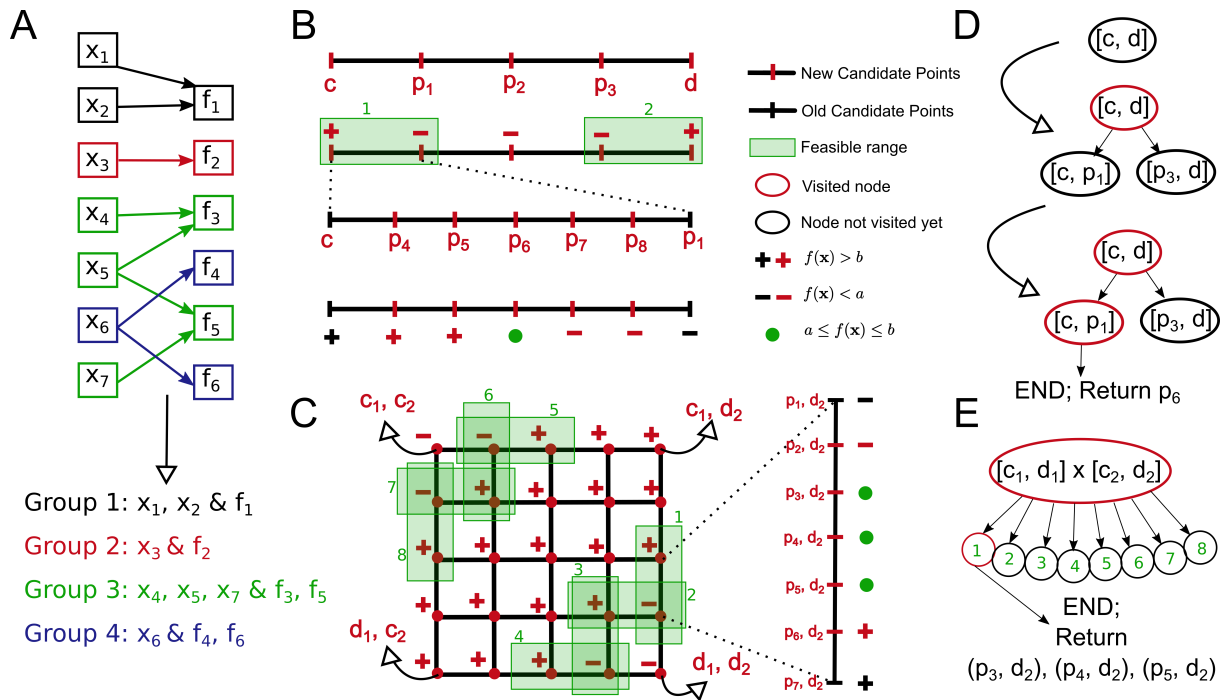 A
x1
x2
x3
x4
x5
x6
x7
f1
f2
f3
f4
f5
f6
Group 1: x1, x2 & f1
Group 2: x3 & f2
Group 3: x4, x5, x7 & f3, f5
Group 4: x6 & f4, f6
B
c p1 p2 p3 d
1 2
+ − − − +
c p4 p5 p6 p7 p8 p1
+ + + − − −
New Candidate Points
Old Candidate Points
Feasible range
Visited node
Node not visited yet
+ + f(x) > b
− − f(x) < a
a ≤ f(x) ≤ b
C
c1, c2
c1, d2
d1, c2
d1, d2
6
5
− − + + +
7
− + + + +
8
1
+ + + + +
3
2
+ + + + −
4
+ + + − −
p1, d2 −
p2, d2 −
p3, d2
p4, d2
p5, d2
p6, d2 +
p7, d2 +
D
[c, d]
[c, d]
[c, p1] [p3, d]
[c, d]
[c, p1] [p3, d]
END; Return p6
E
[c1, d1] x [c2, d2]
1 2 3 4 5 6 7 8
END;
Return
(p3, d2), (p4, d2), (p5, d2)